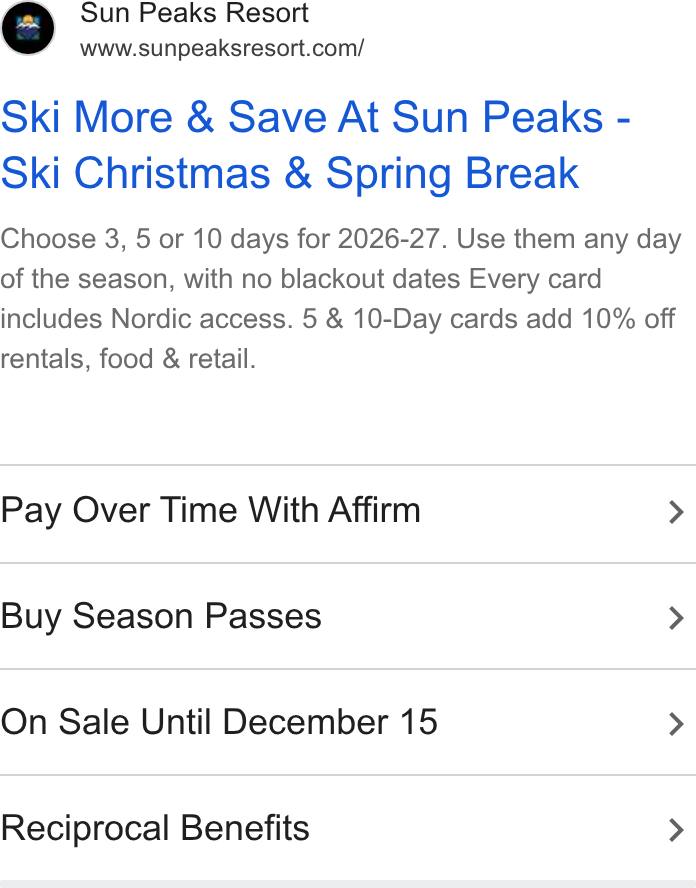 Sun Peaks Resort
www.sunpeaksresort.com/
Ski More & Save At Sun Peaks -
Ski Christmas & Spring Break
Choose 3, 5 or 10 days for 2026-27. Use them any day
of the season, with no blackout dates Every card
includes Nordic access. 5 & 10-Day cards add 10% off
rentals, food & retail.
Pay Over Time With Affirm
Buy Season Passes
On Sale Until December 15
Reciprocal Benefits